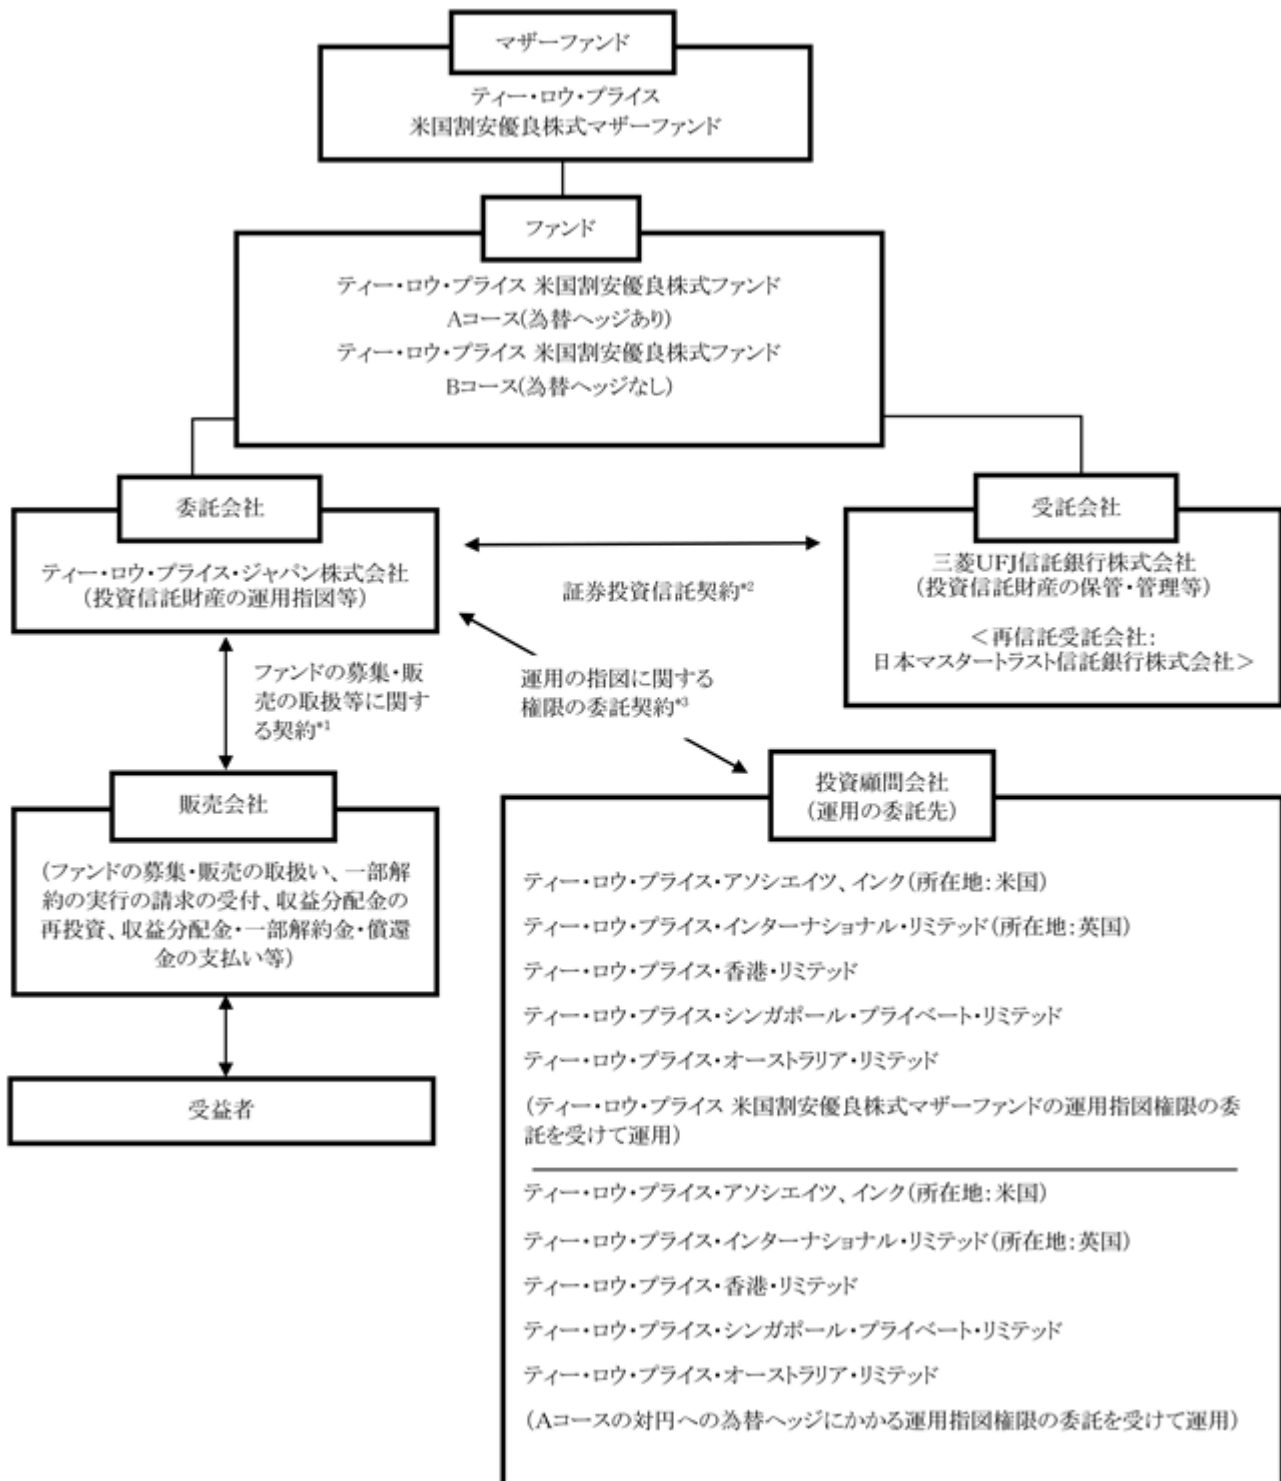 マザーファンド
ティー・ロウ・プライス
米国割安優良株式マザーファンド
ファンド
ティー・ロウ・プライス 米国割安優良株式ファンド
Aコース(為替ヘッジあり)
ティー・ロウ・プライス 米国割安優良株式ファンド
Bコース(為替ヘッジなし)
委託会社
ティー・ロウ・プライス・ジャパン株式会社
(投資信託財産の運用指図等)
証券投資信託契約*2
受託会社
三菱UFJ信託銀行株式会社
(投資信託財産の保管・管理等)
<再信託受託会社:
日本マスタートラスト信託銀行株式会社>
ファンドの募集・販
売の取扱等に関す
る契約*1
運用の指図に関する
権限の委託契約*3
販売会社
(ファンドの募集・販売の取扱い、一部解
約の実行の請求の受付、収益分配金の
再投資、収益分配金・一部解約金・償還
金の支払い等)
受益者
投資顧問会社
(運用の委託先)
ティー・ロウ・プライス・アソシエイツ、インク(所在地:米国)
ティー・ロウ・プライス・インターナショナル・リミテッド(所在地:英国)
ティー・ロウ・プライス・香港・リミテッド
ティー・ロウ・プライス・シンガポール・プライベート・リミテッド
ティー・ロウ・プライス・オーストラリア・リミテッド
(ティー・ロウ・プライス 米国割安優良株式マザーファンドの運用指図権限の委
託を受けて運用)
ティー・ロウ・プライス・アソシエイツ、インク(所在地:米国)
ティー・ロウ・プライス・インターナショナル・リミテッド(所在地:英国)
ティー・ロウ・プライス・香港・リミテッド
ティー・ロウ・プライス・シンガポール・プライベート・リミテッド
ティー・ロウ・プライス・オーストラリア・リミテッド
(Aコースの対円への為替ヘッジにかかる運用指図権限の委託を受けて運用)